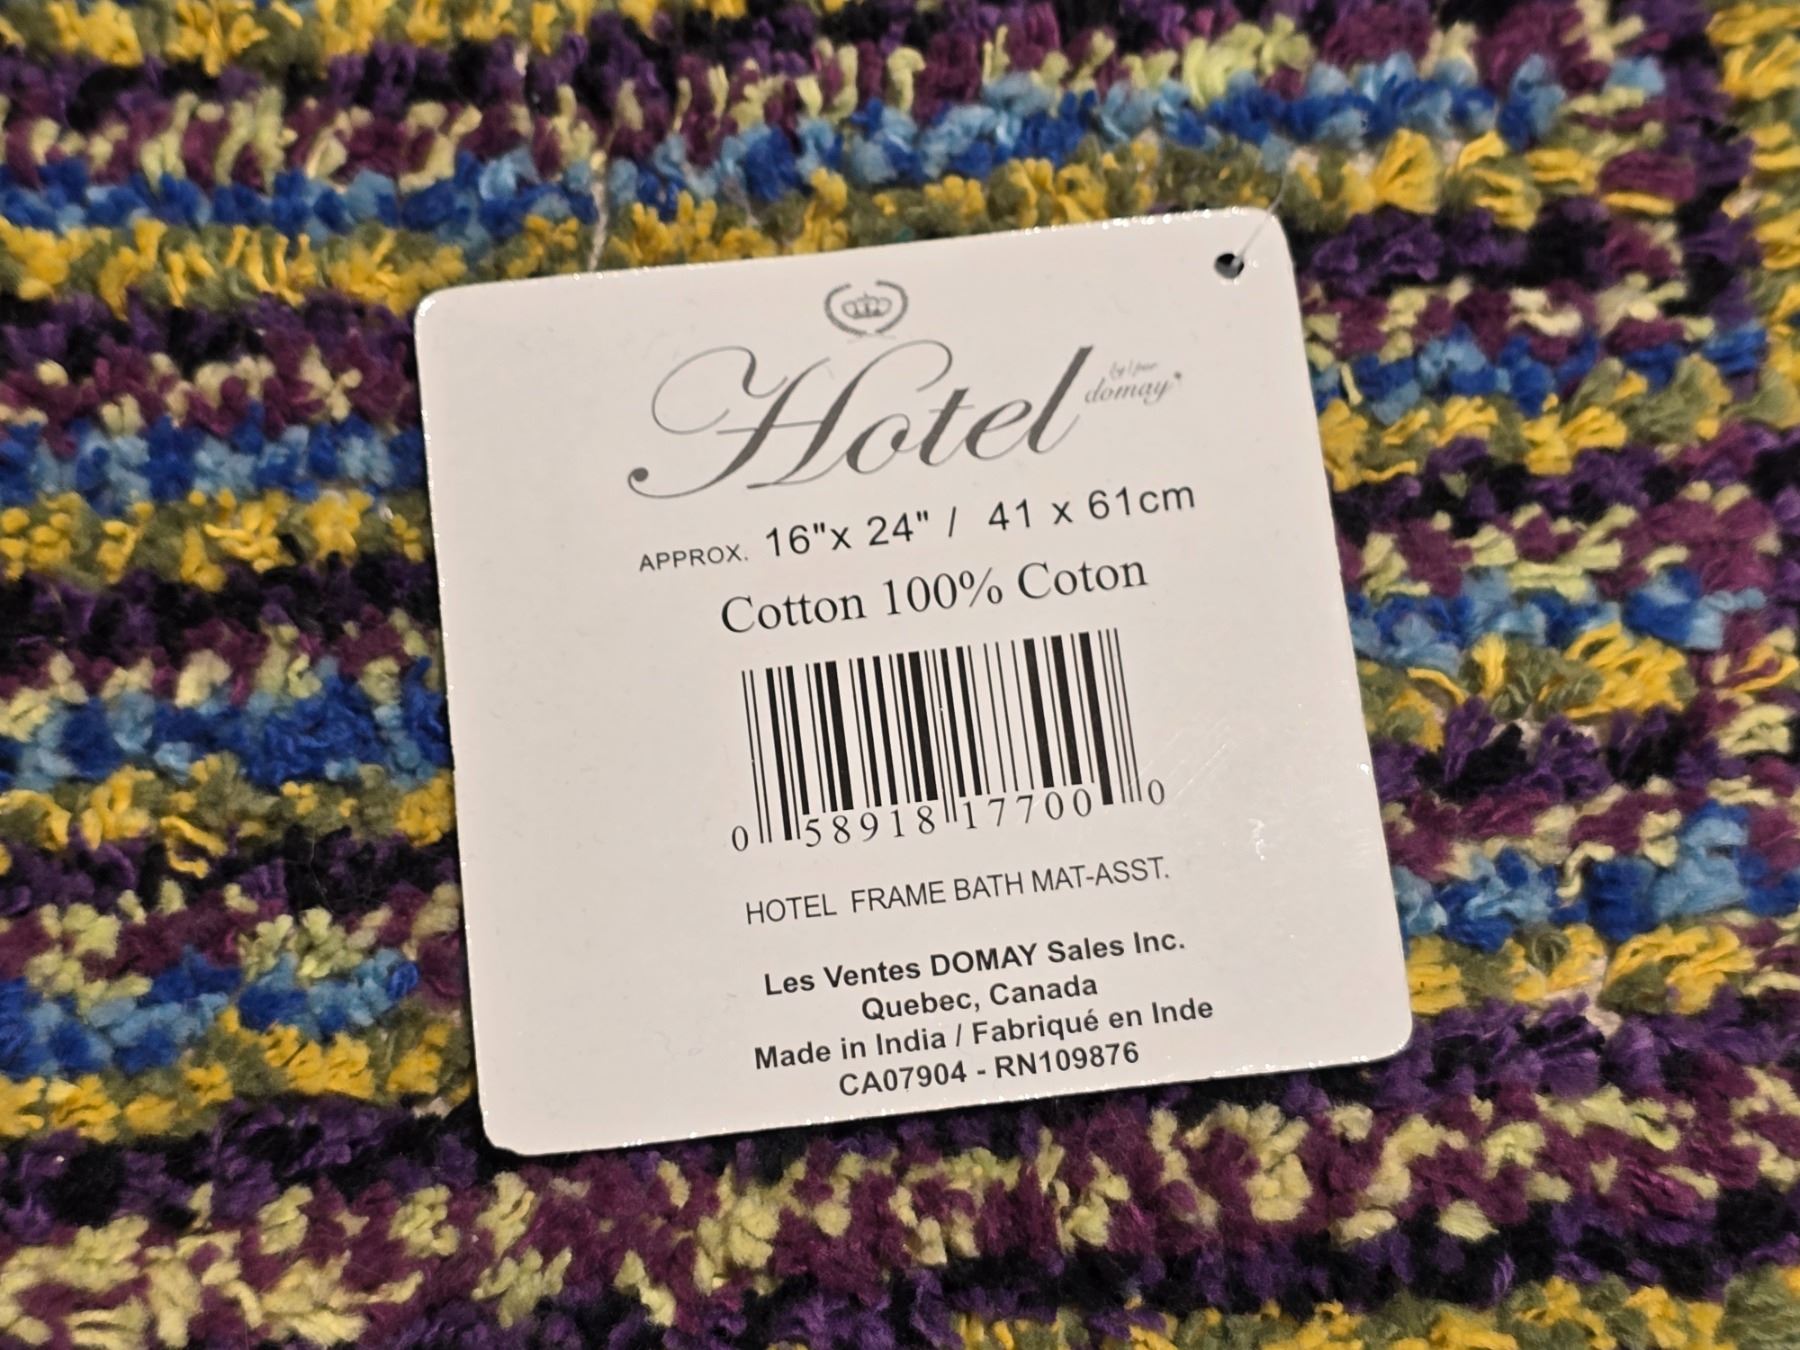 Hotel by/par domay*
APPROX. 16"x 24" / 41 x 61cm
Cotton 100% Coton
0 58918 17700 0
HOTEL FRAME BATH MAT-ASST.
Les Ventes DOMAY Sales Inc.
Quebec, Canada
Made in India / Fabriqué en Inde
CA07904 - RN109876